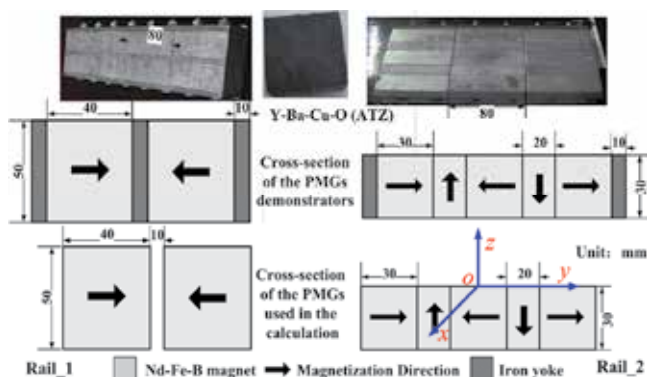 80
Y-Ba-Cu-O (ATZ)
80
40
10
50
Cross-section
of the PMGs
demonstrators
30
20
10
30
40
10
50
Cross-section
of the PMGs
used in the
calculation
Unit: mm
z
30
o
20
y
x
30
Rail_1
Nd-Fe-B magnet
Magnetization Direction
Iron yoke
Rail_2